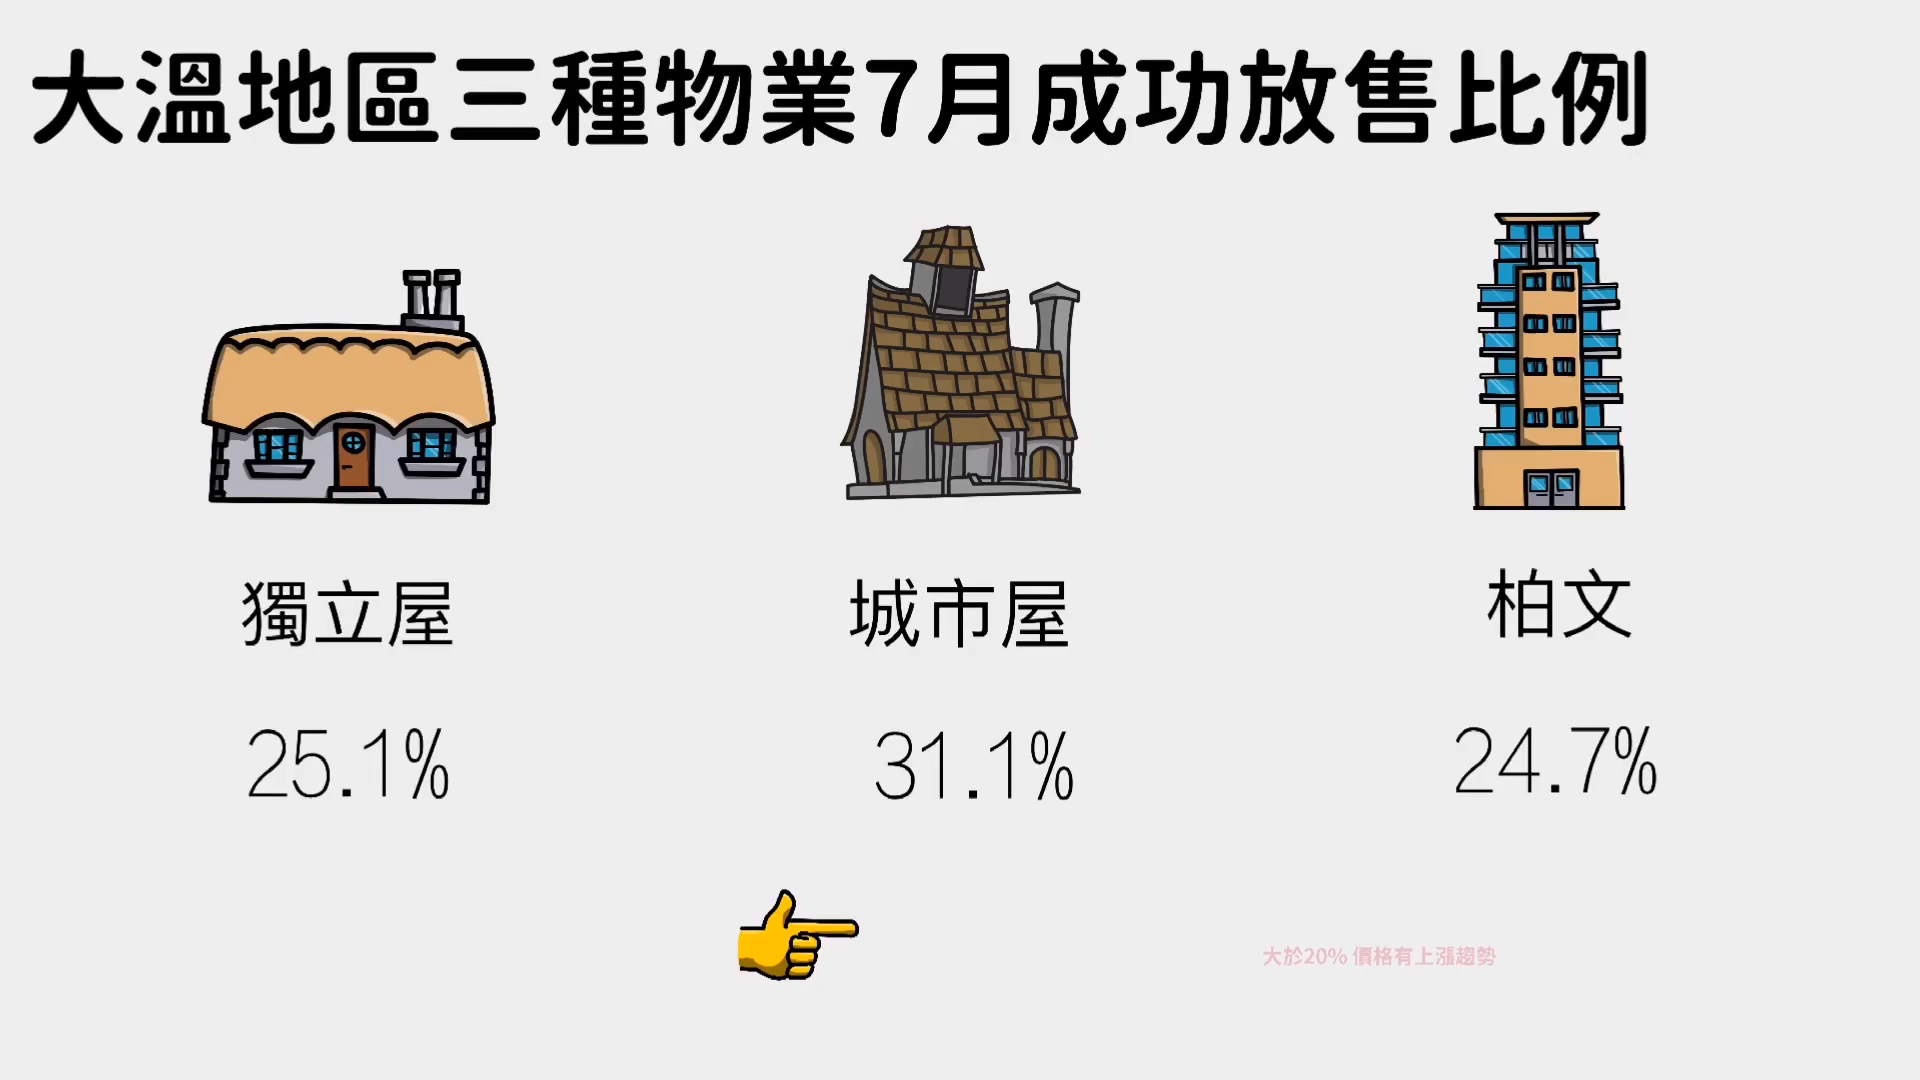 大溫地區三種物業7月成功放售比例
獨立屋
城市屋
柏文
25.1%
31.1%
24.7%
大於20% 價格有上漲趨勢